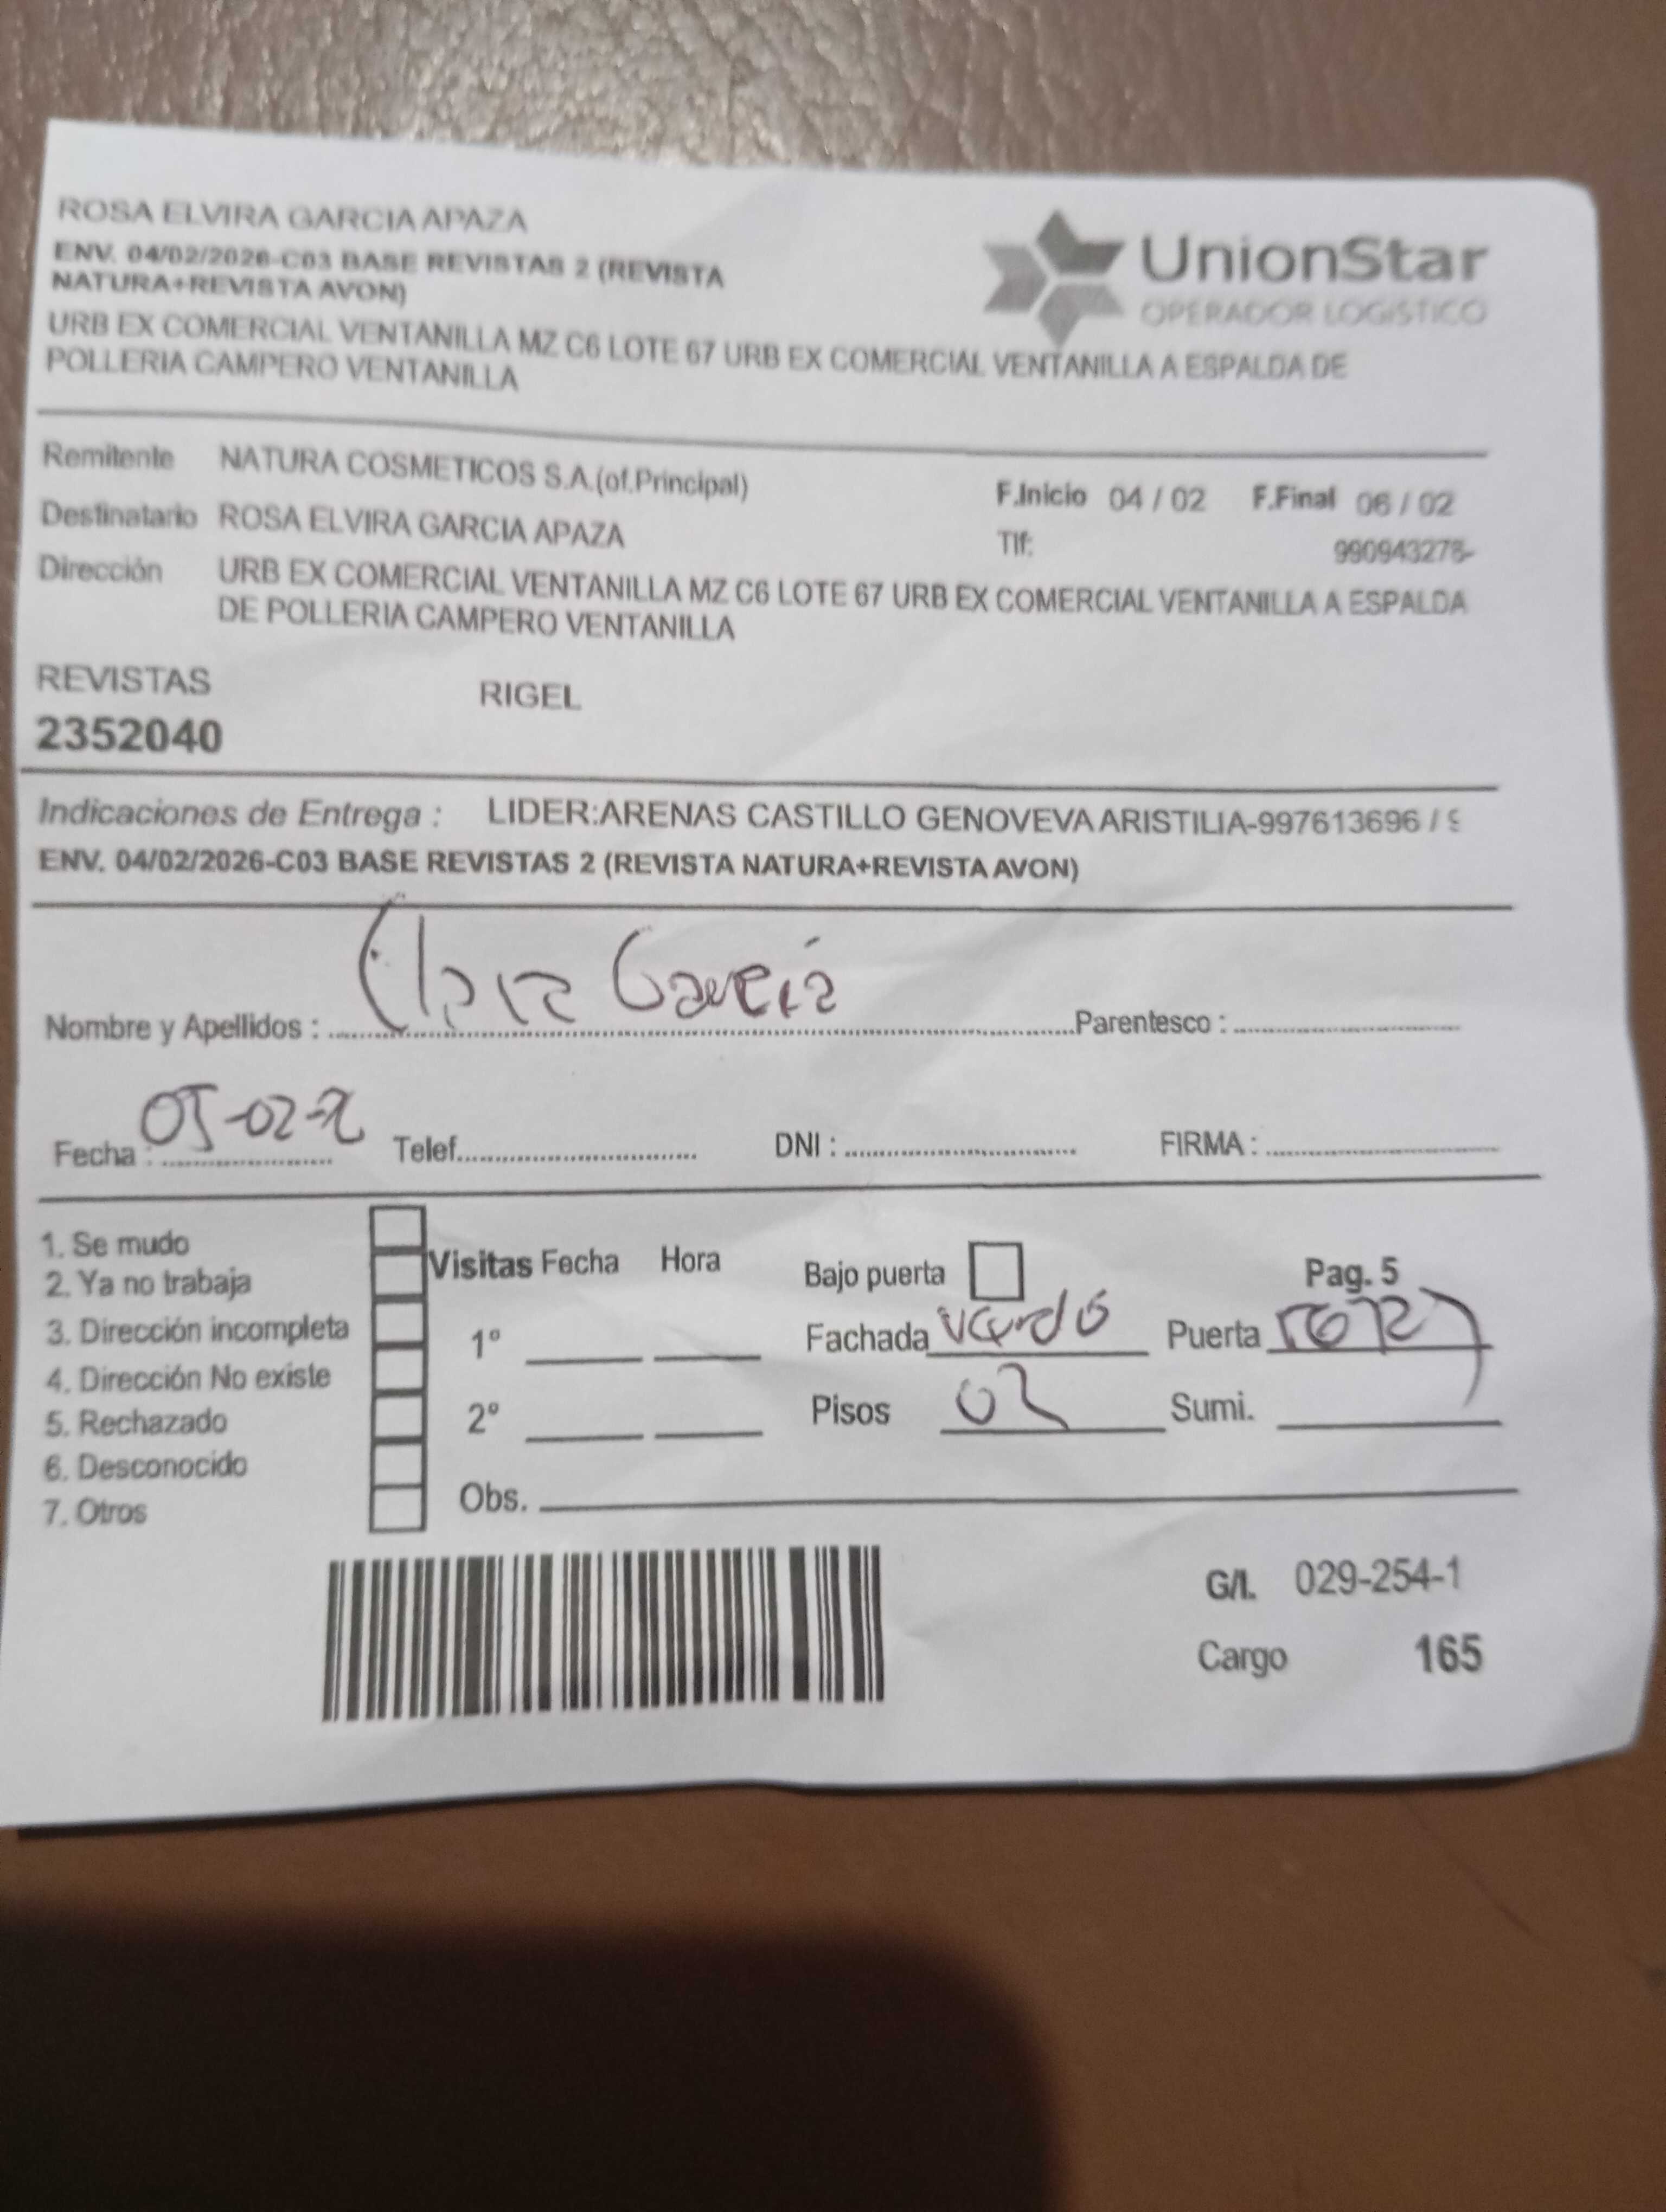 ROSA ELVIRA GARCIA APAZA
ENV. 04/02/2026-C03 BASE REVISTAS 2 (REVISTA
NATURA+REVISTA AVON)
UnionStar
OPERADOR LOGISTICO
URB EX COMERCIAL VENTANILLA MZ C6 LOTE 67 URB EX COMERCIAL VENTANILLA A ESPALDA DE
POLLERIA CAMPERO VENTANILLA
Remitente NATURA COSMETICOS S.A.(of.Principal)
F.Inicio 04 / 02 F.Final 06 / 02
Destinatario ROSA ELVIRA GARCIA APAZA
Tlf: 990943276-
Dirección URB EX COMERCIAL VENTANILLA MZ C6 LOTE 67 URB EX COMERCIAL VENTANILLA A ESPALDA
DE POLLERIA CAMPERO VENTANILLA
REVISTAS RIGEL
2352040
Indicaciones de Entrega : LIDER:ARENAS CASTILLO GENOVEVA ARISTILIA-997613696 /
ENV. 04/02/2026-C03 BASE REVISTAS 2 (REVISTA NATURA+REVISTA AVON)
Nombre y Apellidos : García Parentesco :
Fecha : 05-02- Telef. DNI : FIRMA :
1. Se mudo
2. Ya no trabaja
3. Dirección incompleta
4. Dirección No existe
5. Rechazado
6. Desconocido
7. Otros
Visitas Fecha Hora
1º
2º
Obs.
Bajo puerta Pag. 5
Fachada verde Puerta
Pisos 02 Sumi.
G/I. 029-254-1
Cargo 165